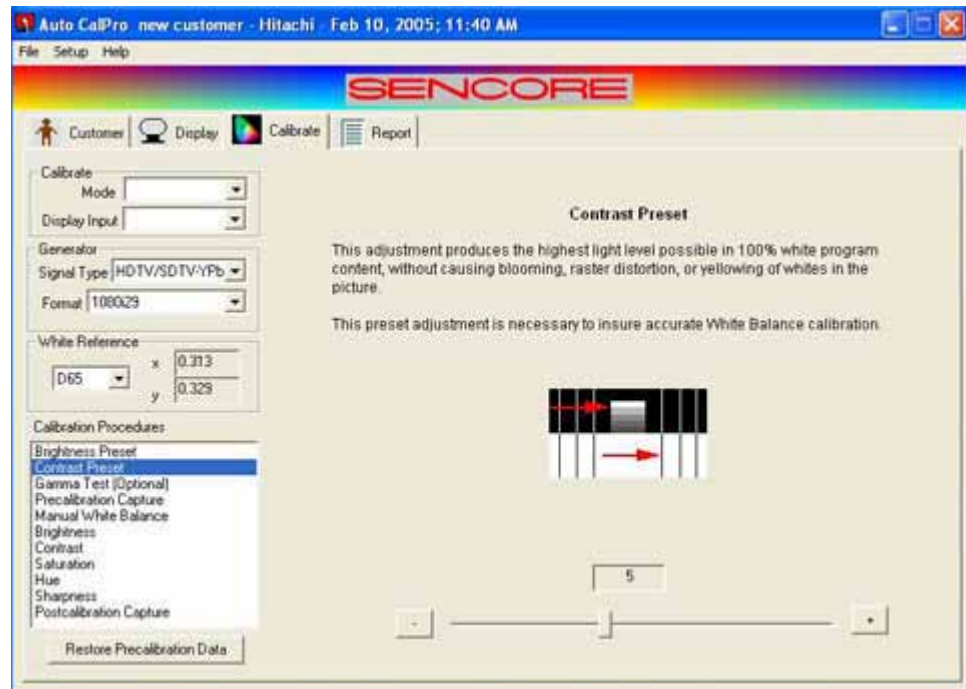 Auto CalPro new customer - Hitachi - Feb 10, 2005; 11:40 AM
File Setup Help
SENCORE
Customer Display Calibrate Report
Calibrate
Mode
Display Input
Generator
Signal Type HDTV/SDTV-YPb
Format 1080i29
White Reference
D65 x 0.313
y 0.329
Calibration Procedures
Brightness Preset
Contrast Preset
Gamma Test (Optional)
Precalibration Capture
Manual White Balance
Brightness
Contrast
Saturation
Hue
Sharpness
Postcalibration Capture
Restore Precalibration Data
Contrast Preset
This adjustment produces the highest light level possible in 100% white program
content, without causing blooming, raster distortion, or yellowing of whites in the
picture.
This preset adjustment is necessary to insure accurate White Balance calibration.
5
- +